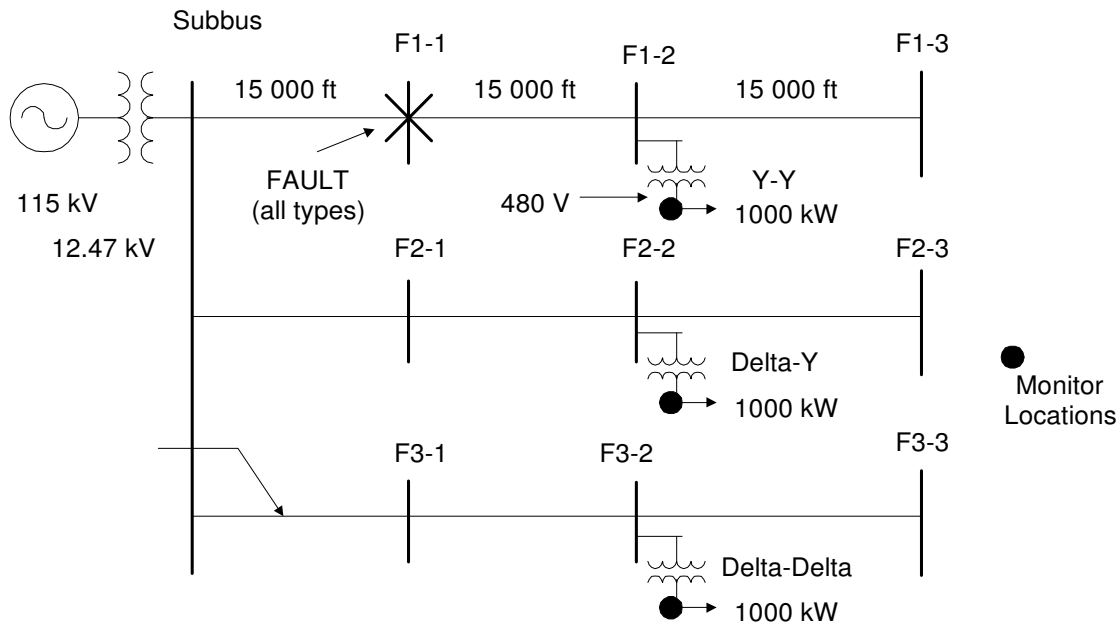 Subbus
F1-1
F1-2
F1-3
15 000 ft
15 000 ft
15 000 ft
FAULT
(all types)
480 V
Y-Y
1000 kW
115 kV
12.47 kV
F2-1
F2-2
F2-3
Delta-Y
1000 kW
Monitor
Locations
F3-1
F3-2
F3-3
Delta-Delta
1000 kW